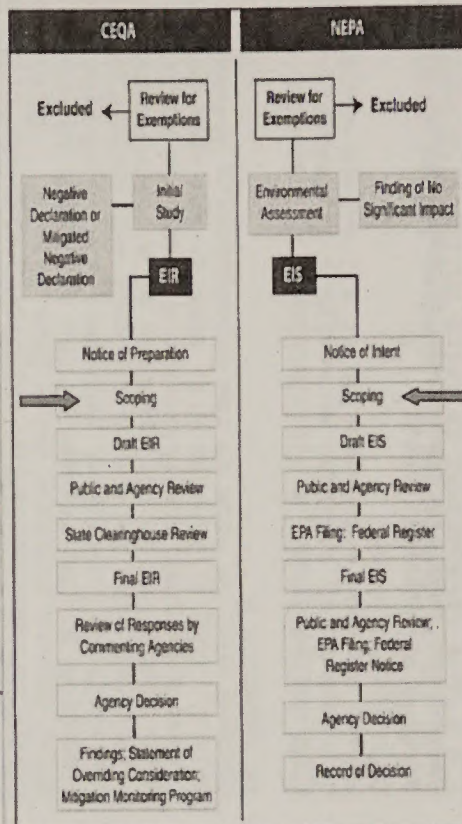 CEQA
Excluded
Review for
Exemptions
Negative
Declaration or
Mitigated
Negative
Declaration
Initial
Study
EIR
Notice of Preparation
Scoping
Draft EIR
Public and Agency Review
State Clearinghouse Review
Final EIR
Review of Responses by
Commenting Agencies
Agency Decision
Findings; Statement of
Overriding Consideration;
Mitigation Monitoring Program
NEPA
Review for
Exemptions
Excluded
Environmental
Assessment
Finding of No
Significant Impact
EIS
Notice of Intent
Scoping
Draft EIS
Public and Agency Review
EPA Filing; Federal Register
Final EIS
Public and Agency Review; .
EPA Filing; Federal
Register Notice
Agency Decision
Record of Decision